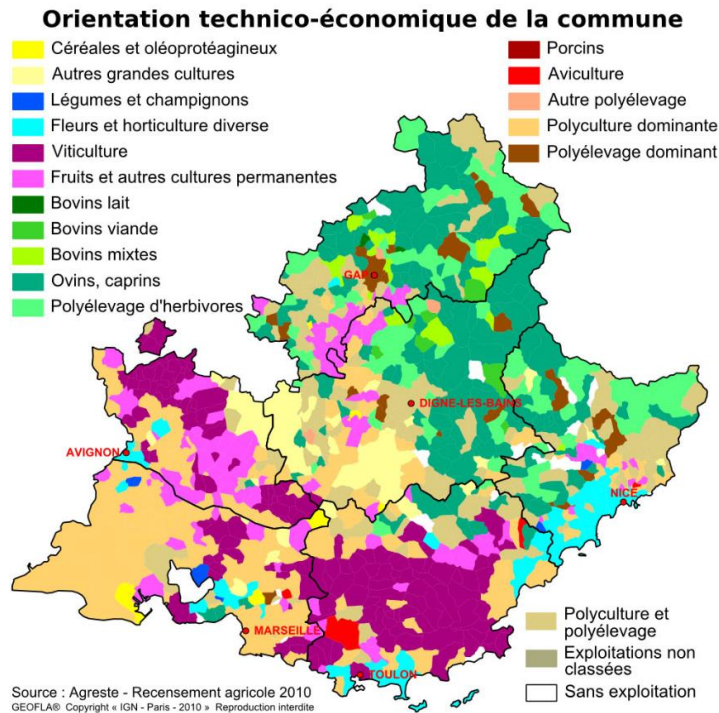 Orientation technico-économique de la commune
Céréales et oléoprotéagineux
Autres grandes cultures
Légumes et champignons
Fleurs et horticulture diverse
Viticulture
Fruits et autres cultures permanentes
Bovins lait
Bovins viande
Bovins mixtes
Ovins, caprins
Polyélevage d'herbivores
Porcins
Aviculture
Autre polyélevage
Polyculture dominante
Polyélevage dominant
GAP
DIGNE-LES-BAINS
AVIGNON
NICE
MARSEILLE
TOULON
Polyculture et
polyélevage
Exploitations non
classées
Sans exploitation
Source : Agreste - Recensement agricole 2010
GEOFLA® Copyright « IGN - Paris - 2010 » Reproduction interdite